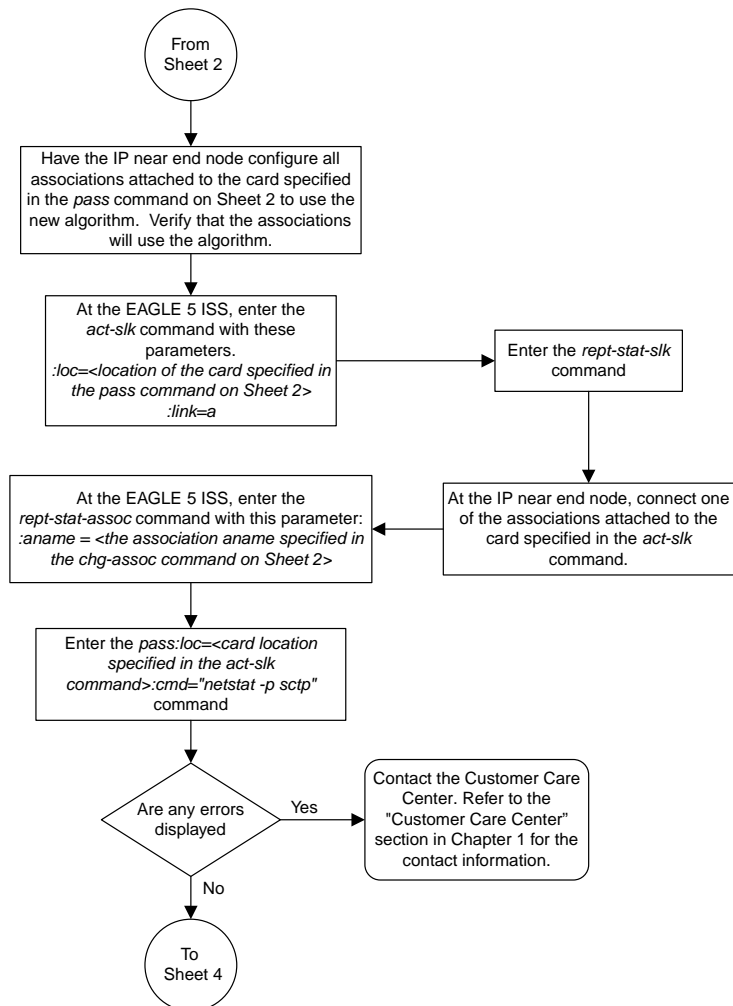 From
Sheet 2
Have the IP near end node configure all
associations attached to the card specified
in the pass command on Sheet 2 to use the
new algorithm. Verify that the associations
will use the algorithm.
At the EAGLE 5 ISS, enter the
act-slk command with these
parameters.
:loc=<location of the card specified in
the pass command on Sheet 2>
:link=a
Enter the rept-stat-slk
command
At the IP near end node, connect one
of the associations attached to the
card specified in the act-slk
command.
At the EAGLE 5 ISS, enter the
rept-stat-assoc command with this parameter:
:aname = <the association aname specified in
the chg-assoc command on Sheet 2>
Enter the pass:loc=<card location
specified in the act-slk
command>:cmd="netstat -p sctp"
command
Are any errors
displayed
Yes
Contact the Customer Care
Center. Refer to the
"Customer Care Center”
section in Chapter 1 for the
contact information.
No
To
Sheet 4